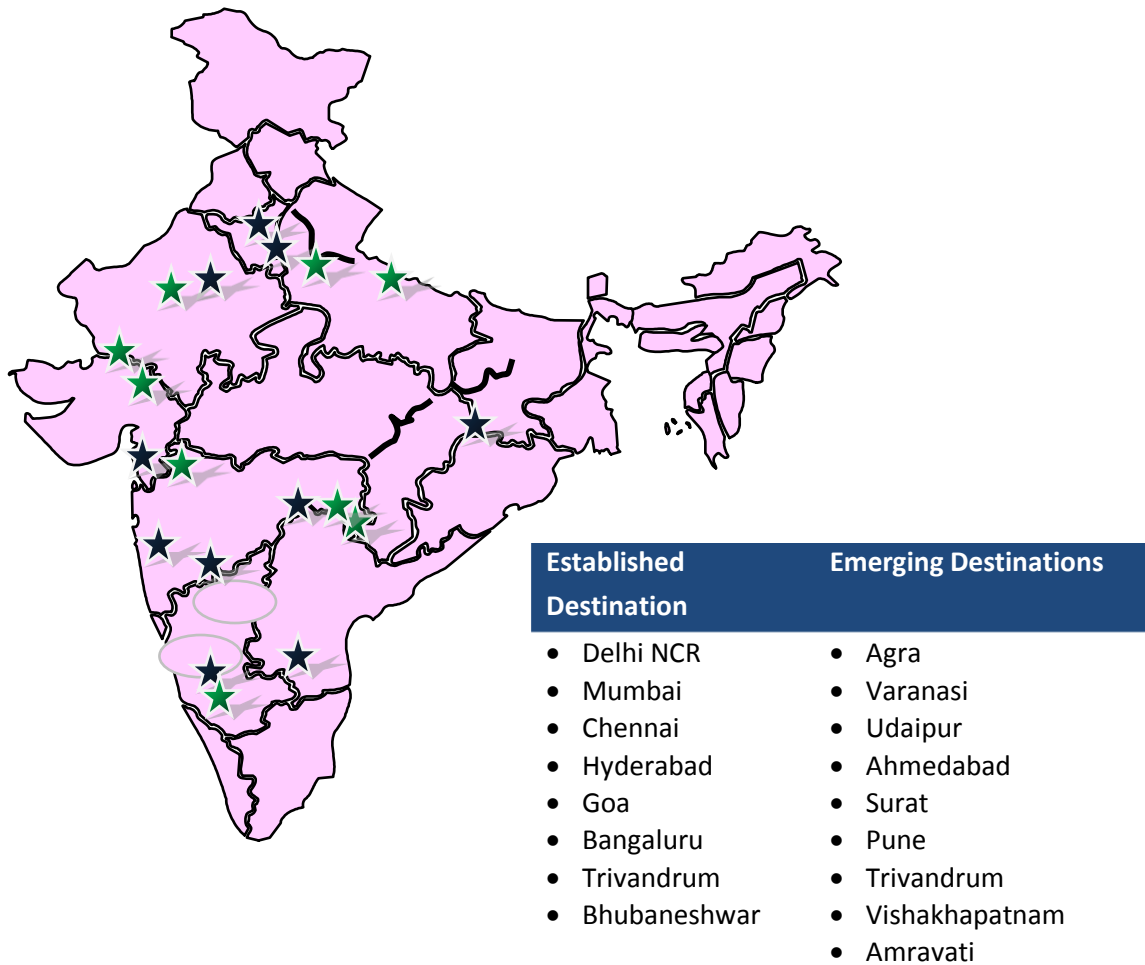 Established Destination
Emerging Destinations
• Delhi NCR
• Mumbai
• Chennai
• Hyderabad
• Goa
• Bangaluru
• Trivandrum
• Bhubaneshwar
• Agra
• Varanasi
• Udaipur
• Ahmedabad
• Surat
• Pune
• Trivandrum
• Vishakhapatnam
• Amravati